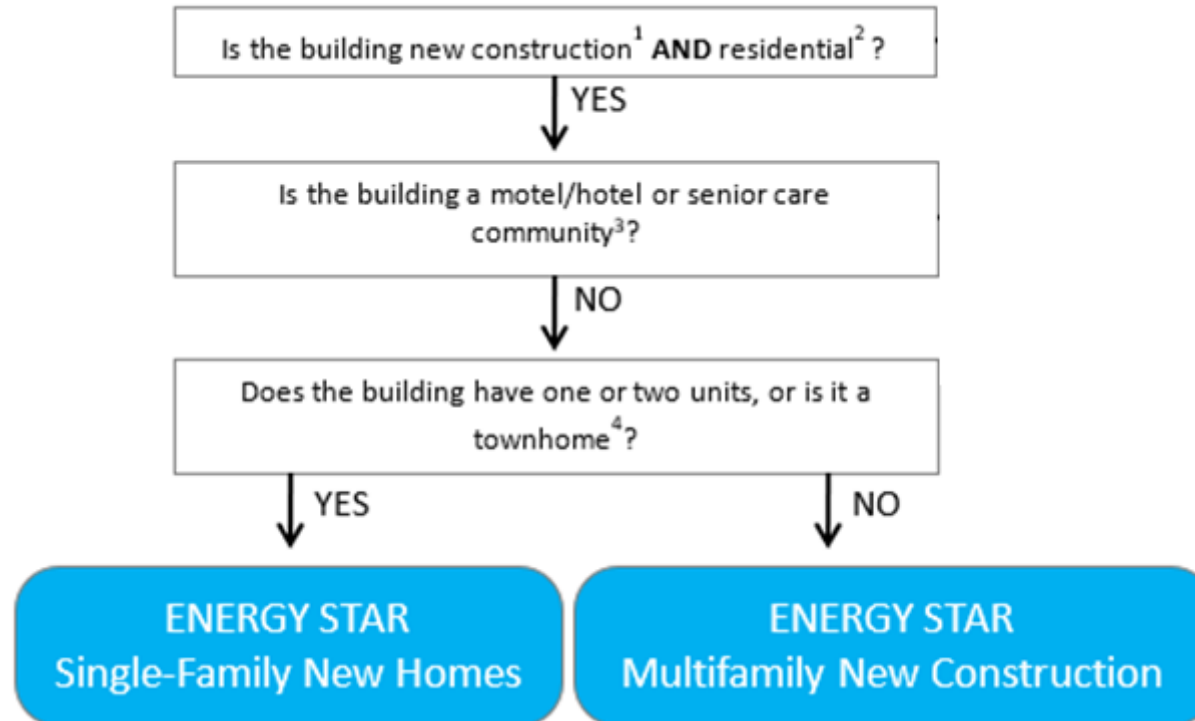 Is the building new construction¹ AND residential² ?
YES
Is the building a motel/hotel or senior care
community³?
NO
Does the building have one or two units, or is it a
townhome⁴?
YES
NO
ENERGY STAR
Single-Family New Homes
ENERGY STAR
Multifamily New Construction